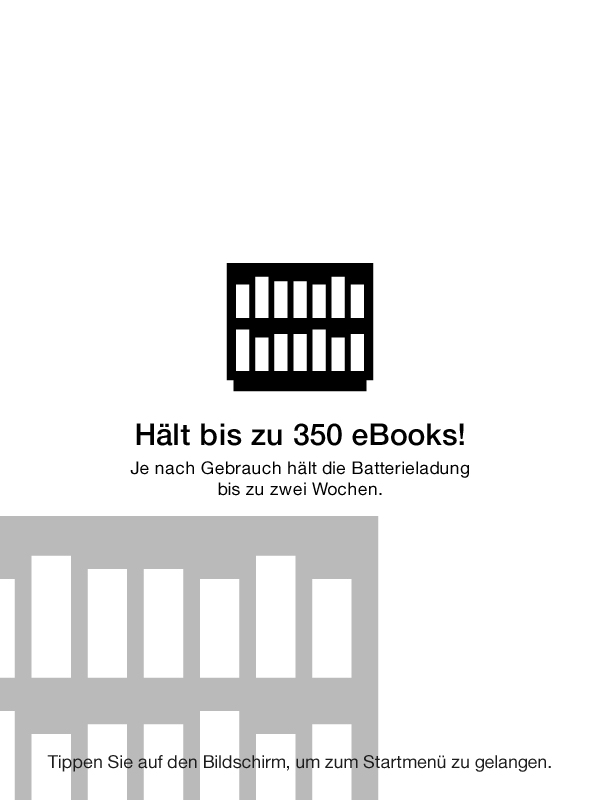 Hält bis zu 350 eBooks!
Je nach Gebrauch hält die Batterieladung
bis zu zwei Wochen.
Tippen Sie auf den Bildschirm, um zum Startmenü zu gelangen.